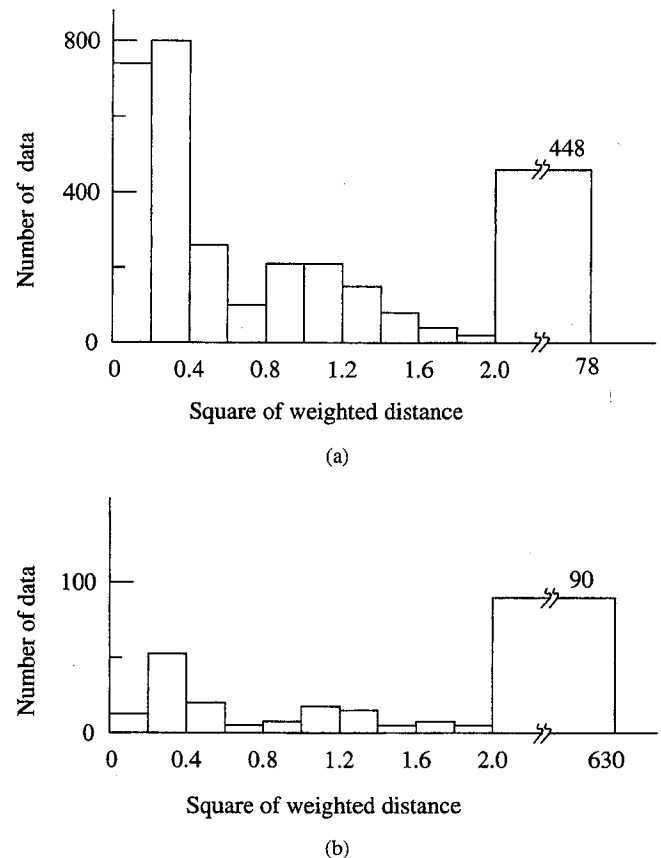 800
448
400
Number of data
0
0 0.4 0.8 1.2 1.6 2.0 78
Square of weighted distance
(a)
100
90
Number of data
0
0 0.4 0.8 1.2 1.6 2.0 630
Square of weighted distance
(b)